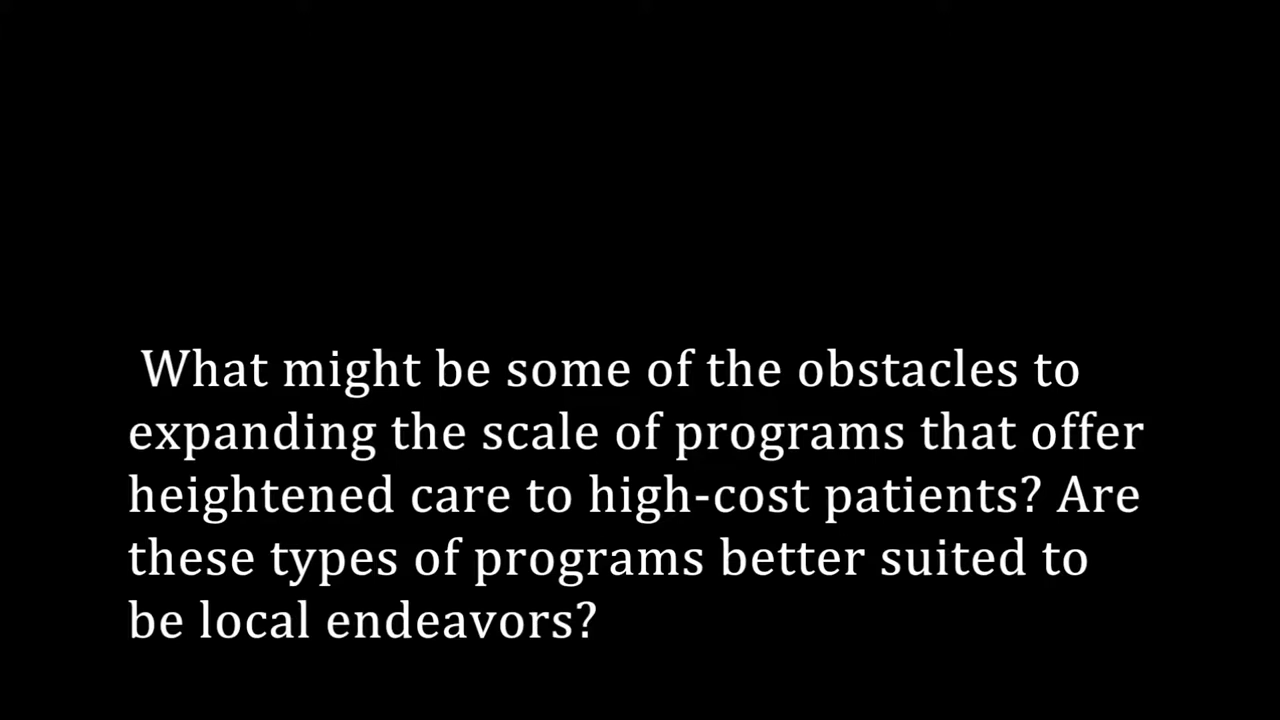 What might be some of the obstacles to
expanding the scale of programs that offer
heightened care to high-cost patients? Are
these types of programs better suited to
be local endeavors?